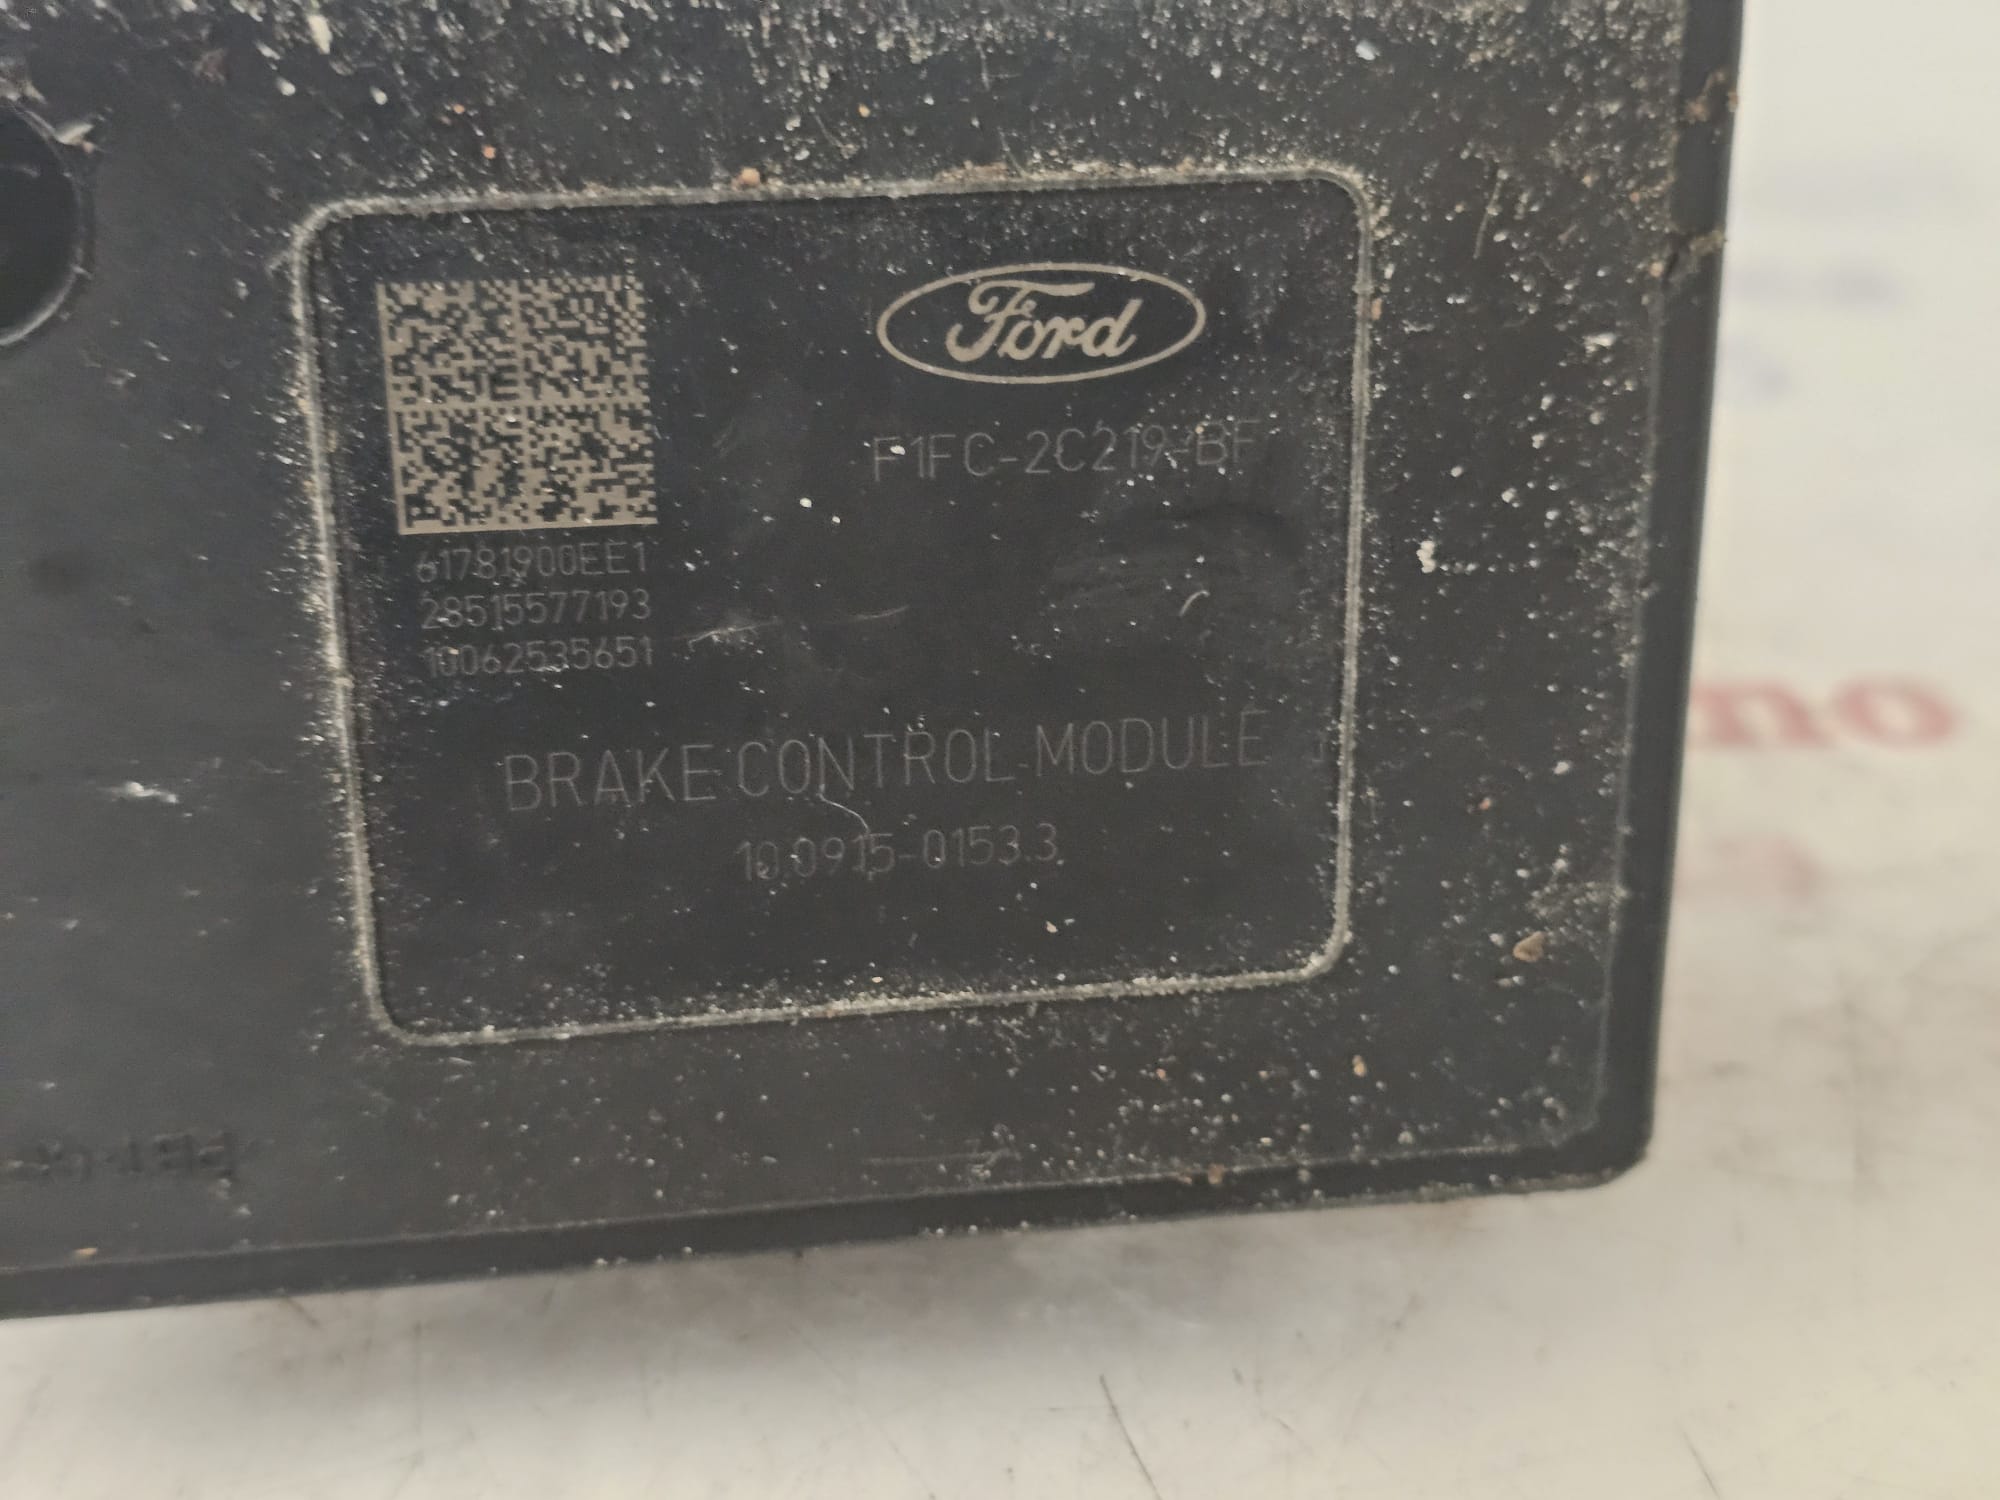 Ford
F1FC-2C219-BF
61781900EE1
28515577193
10062535651
BRAKE CONTROL MODULE
10.0915-0153.3